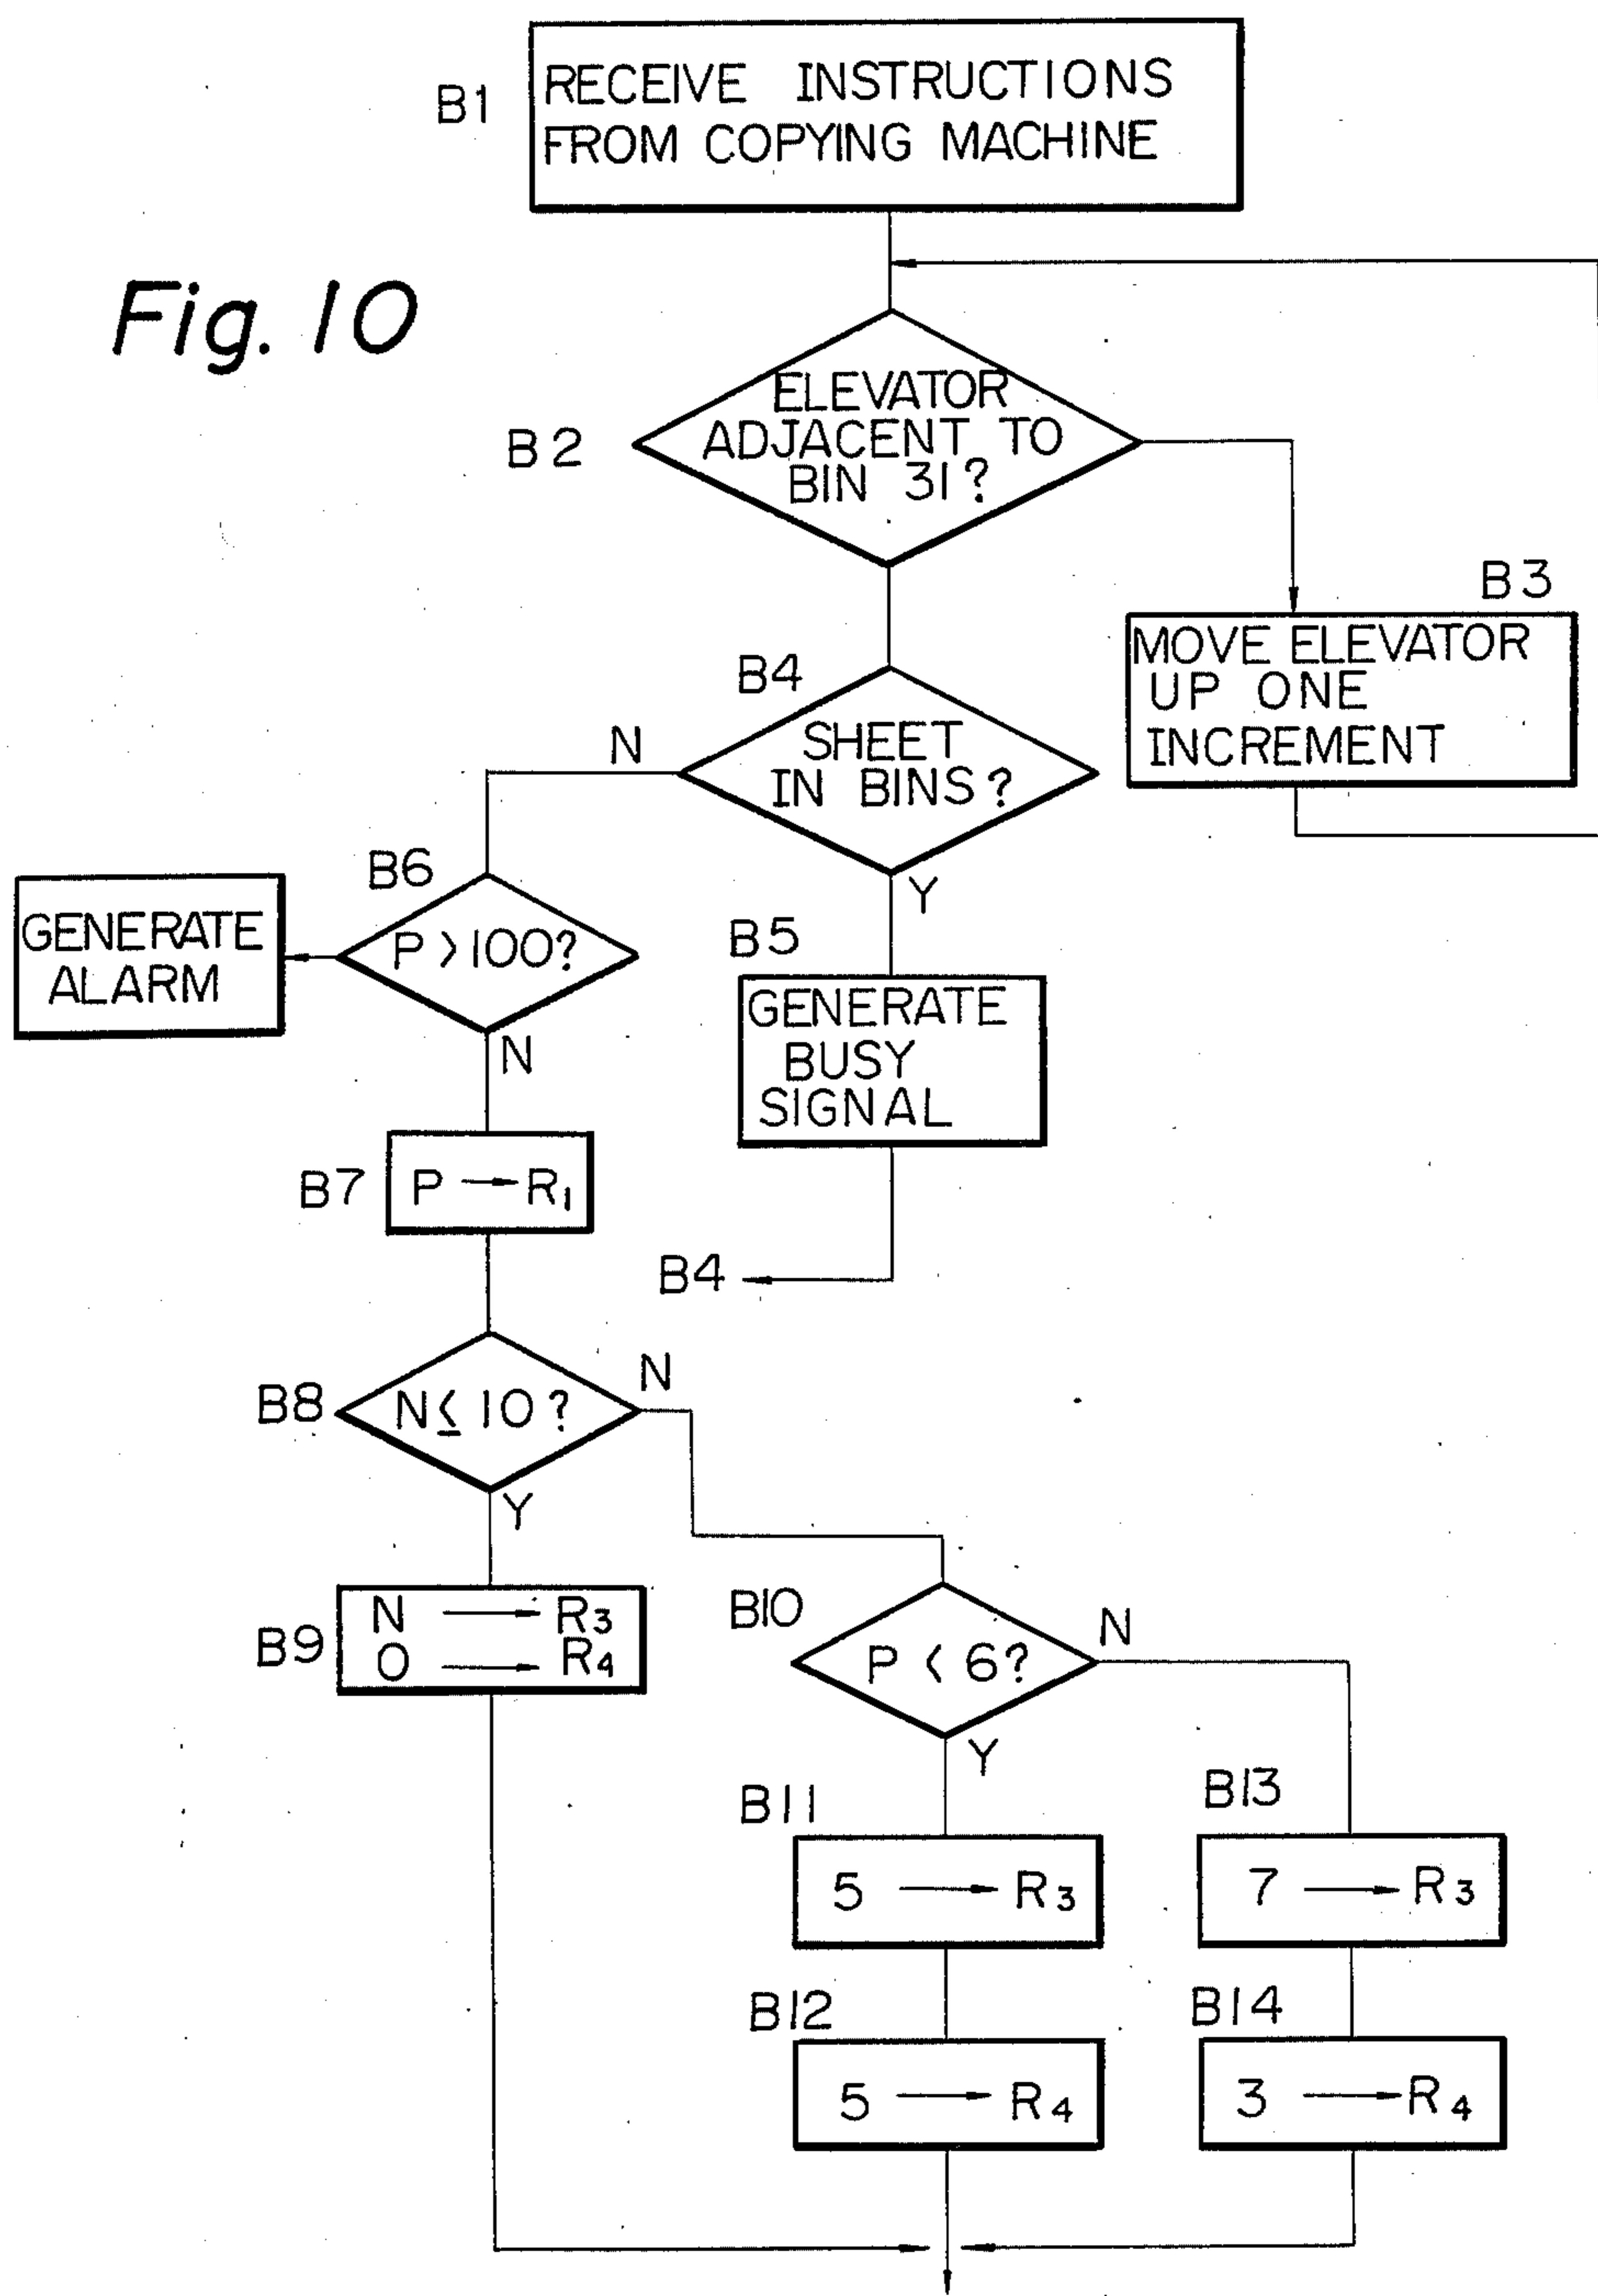 B1
RECEIVE INSTRUCTIONS
FROM COPYING MACHINE
Fig. 10
B2
ELEVATOR
ADJACENT TO
BIN 31?
B3
MOVE ELEVATOR
UP ONE
INCREMENT
B4
SHEET
IN BINS?
N
Y
B6
P > 100?
N
GENERATE
ALARM
B5
GENERATE
BUSY
SIGNAL
B4
B7
P → R1
B8
N ≤ 10?
N
Y
B9
N → R3
O → R4
B10
P < 6?
N
Y
B11
5 → R3
B13
7 → R3
B12
5 → R4
B14
3 → R4